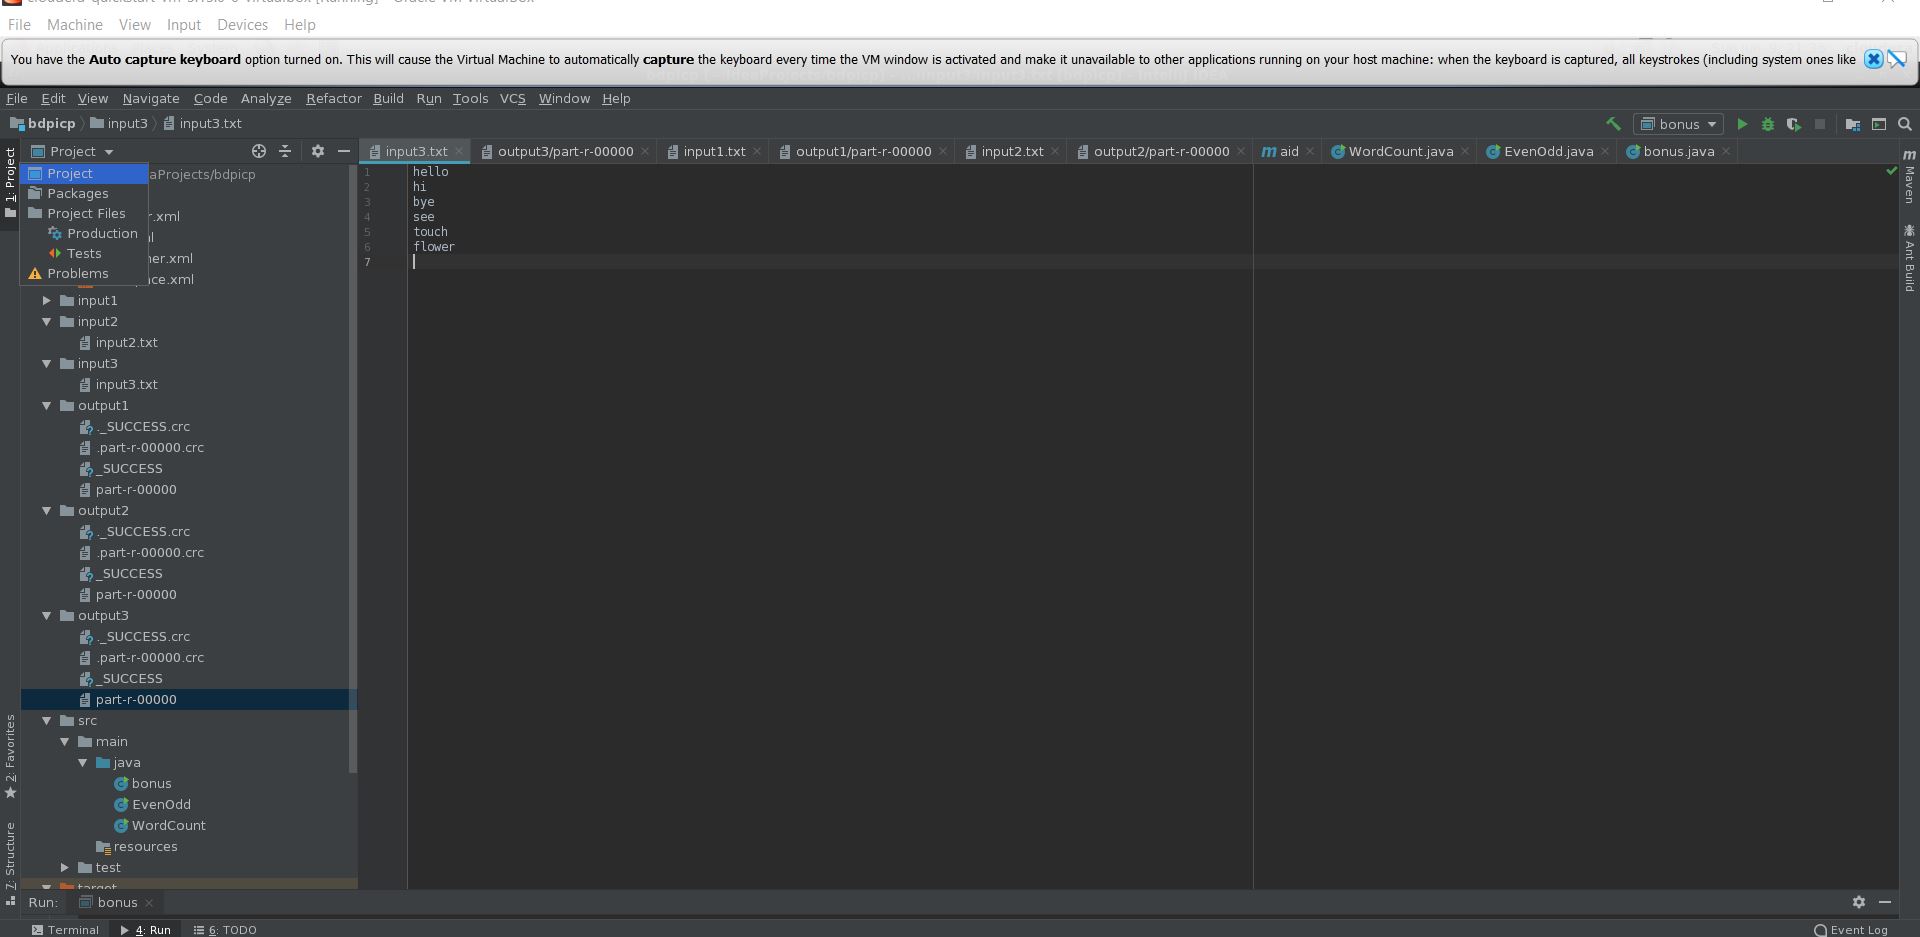 File Machine View Input Devices Help
You have the Auto capture keyboard option turned on. This will cause the Virtual Machine to automatically capture the keyboard every time the VM window is activated and make it unavailable to other applications running on your host machine: when the keyboard is captured, all keystrokes (including system ones like
File Edit View Navigate Code Analyze Refactor Build Run Tools VCS Window Help
bdpicp input3 input3.txt bonus
Project input3.txt output3/part-r-00000 input1.txt output1/part-r-00000 input2.txt output2/part-r-00000 m aid WordCount.java EvenOdd.java bonus.java
1: Project
Project aProjects/bdpicp
Packages
Project Files r.xml
Production ml
Tests ner.xml
Problems ace.xml
input1
input2
input2.txt
input3
input3.txt
output1
._SUCCESS.crc
.part-r-00000.crc
_SUCCESS
part-r-00000
output2
._SUCCESS.crc
.part-r-00000.crc
_SUCCESS
part-r-00000
output3
._SUCCESS.crc
.part-r-00000.crc
_SUCCESS
part-r-00000
src
main
java
bonus
EvenOdd
WordCount
resources
test
target
2: Favorites
7: Structure
1 hello
2 hi
3 bye
4 see
5 touch
6 flower
7
m Maven
Ant Build
Run: bonus
Terminal 4: Run 6: TODO Event Log